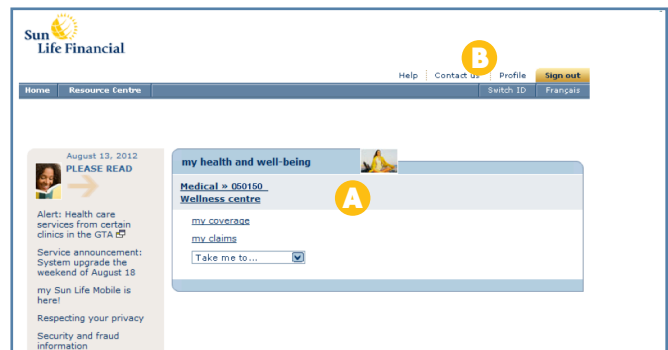 Sun
Life Financial
B
Help Contact us Profile Sign out
Home Resource Centre Switch ID Français
August 13, 2012
PLEASE READ
Alert: Health care
services from certain
clinics in the GTA
Service announcement:
System upgrade the
weekend of August 18
my Sun Life Mobile is
here!
Respecting your privacy
Security and fraud
information
my health and well-being
Medical » 050150
Wellness centre
A
my coverage
my claims
Take me to...